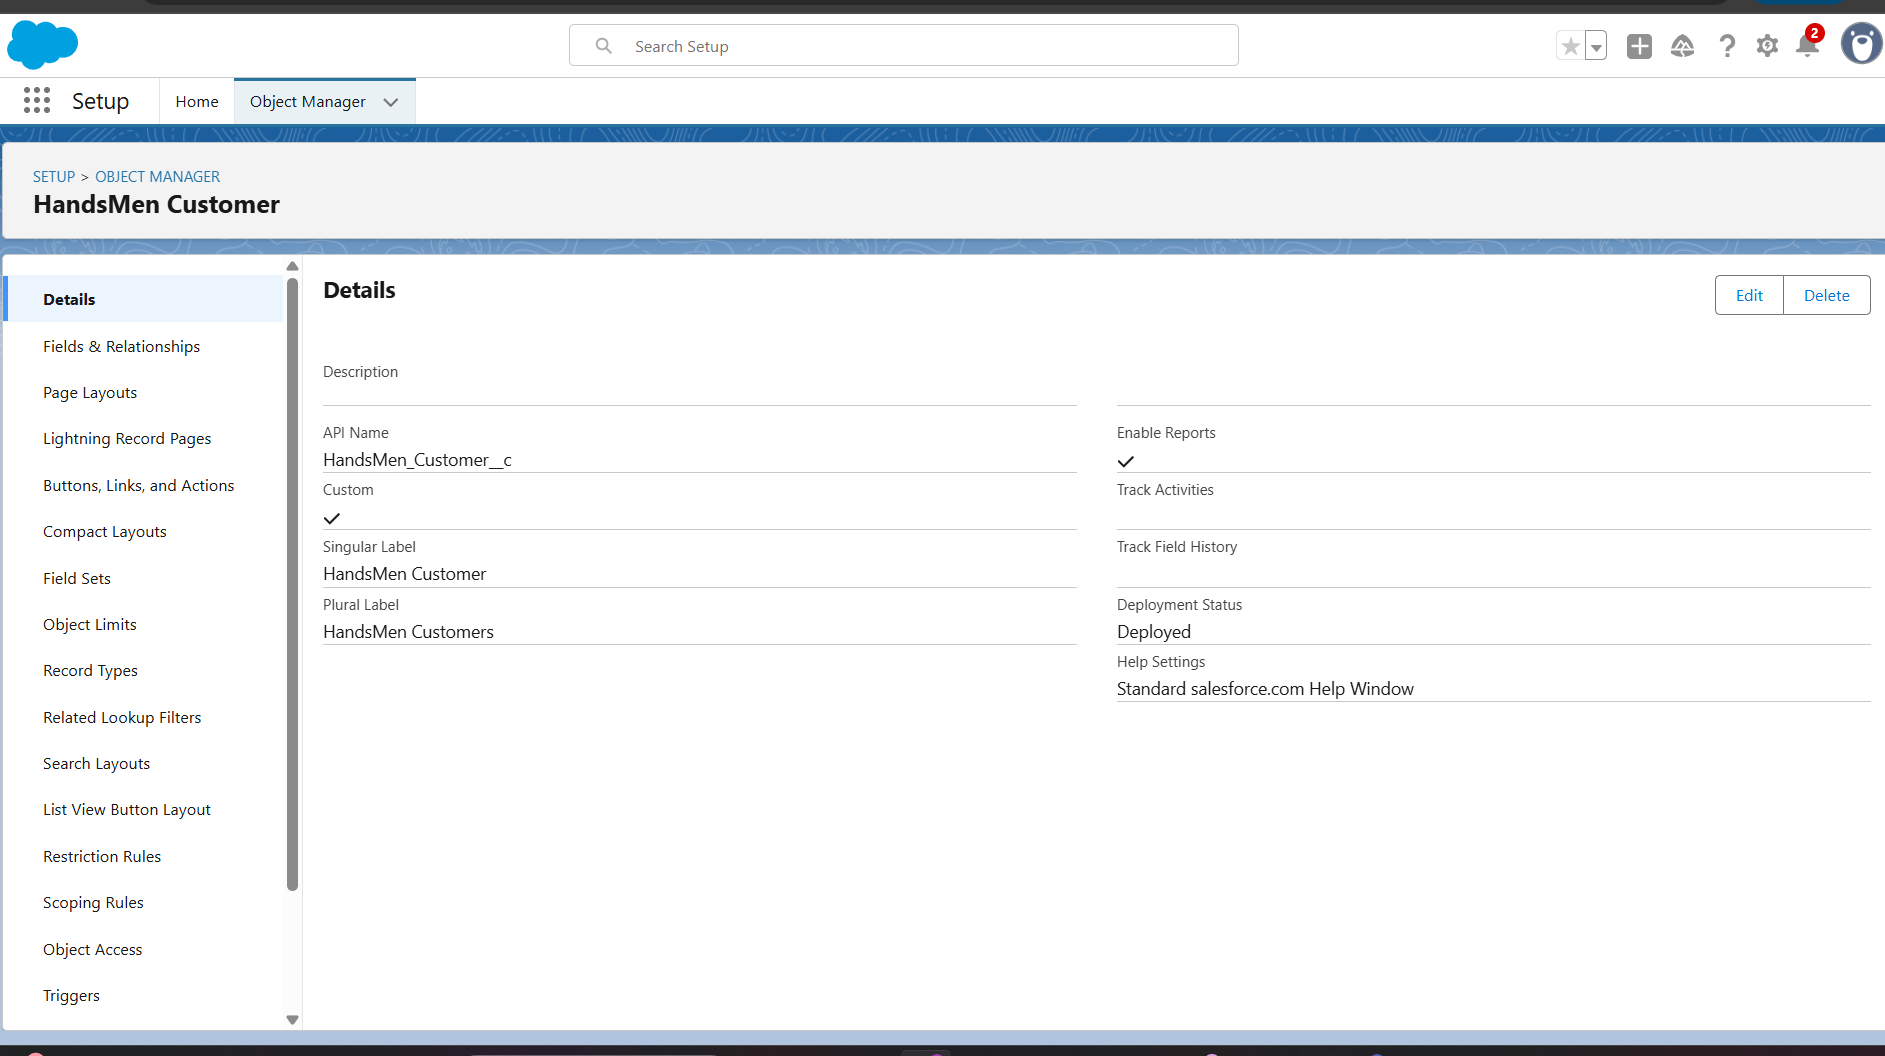 Search Setup
2
Setup
Home
Object Manager
SETUP > OBJECT MANAGER
HandsMen Customer
Details
Fields & Relationships
Page Layouts
Lightning Record Pages
Buttons, Links, and Actions
Compact Layouts
Field Sets
Object Limits
Record Types
Related Lookup Filters
Search Layouts
List View Button Layout
Restriction Rules
Scoping Rules
Object Access
Triggers
Details
Edit
Delete
Description
API Name
HandsMen_Customer__c
Custom
Singular Label
HandsMen Customer
Plural Label
HandsMen Customers
Enable Reports
Track Activities
Track Field History
Deployment Status
Deployed
Help Settings
Standard salesforce.com Help Window